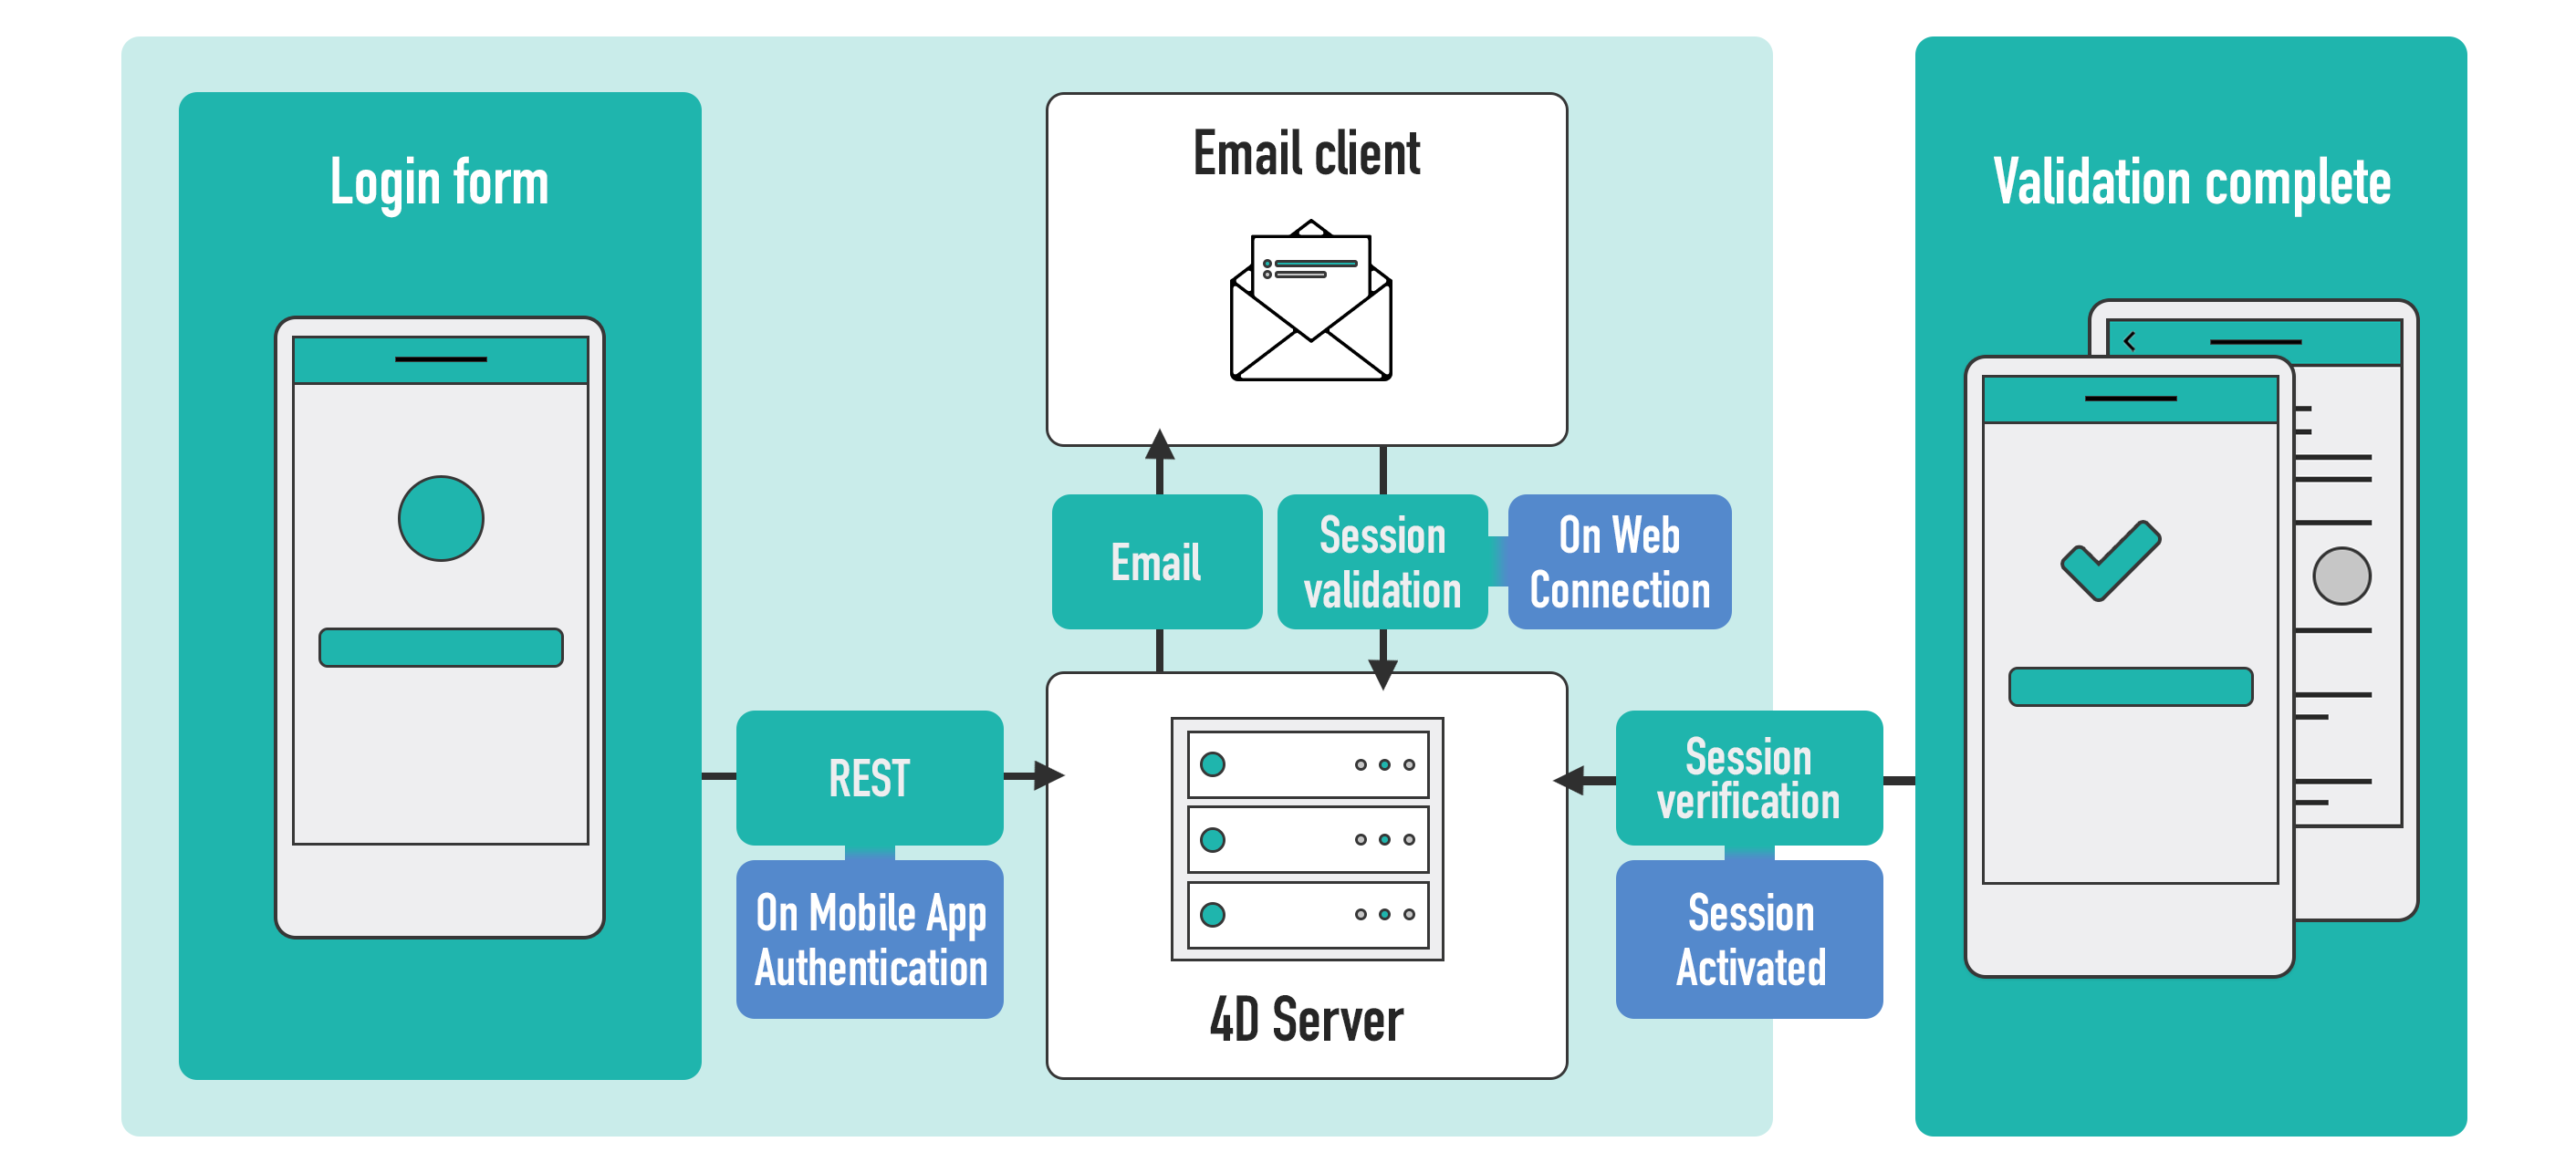 Login form
Email client
Validation complete
Email
Session
validation
On Web
Connection
REST
On Mobile App
Authentication
Session
verification
Session
Activated
4D Server